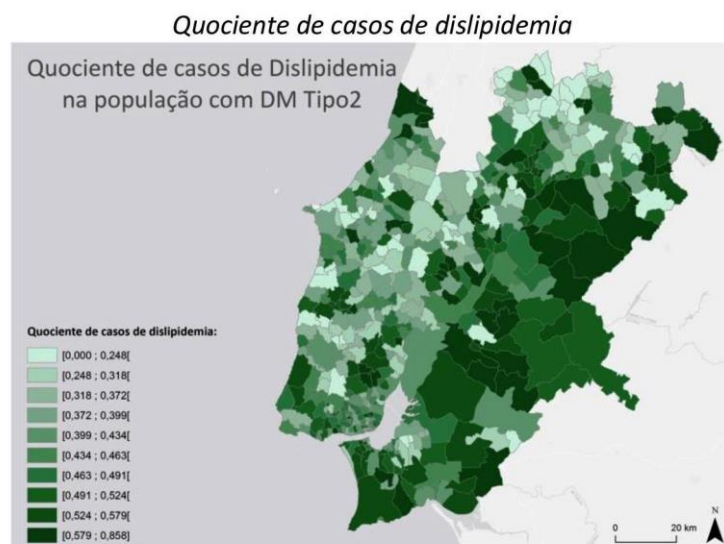 Quociente de casos de dislipidemia
Quociente de casos de Dislipidemia
na população com DM Tipo2
Quociente de casos de dislipidemia:
[0,000 ; 0,248[
[0,248 ; 0,318[
[0,318 ; 0,372[
[0,372 ; 0,399[
[0,399 ; 0,434[
[0,434 ; 0,463[
[0,463 ; 0,491[
[0,491 ; 0,524[
[0,524 ; 0,579[
[0,579 ; 0,858]
N
0 20 km